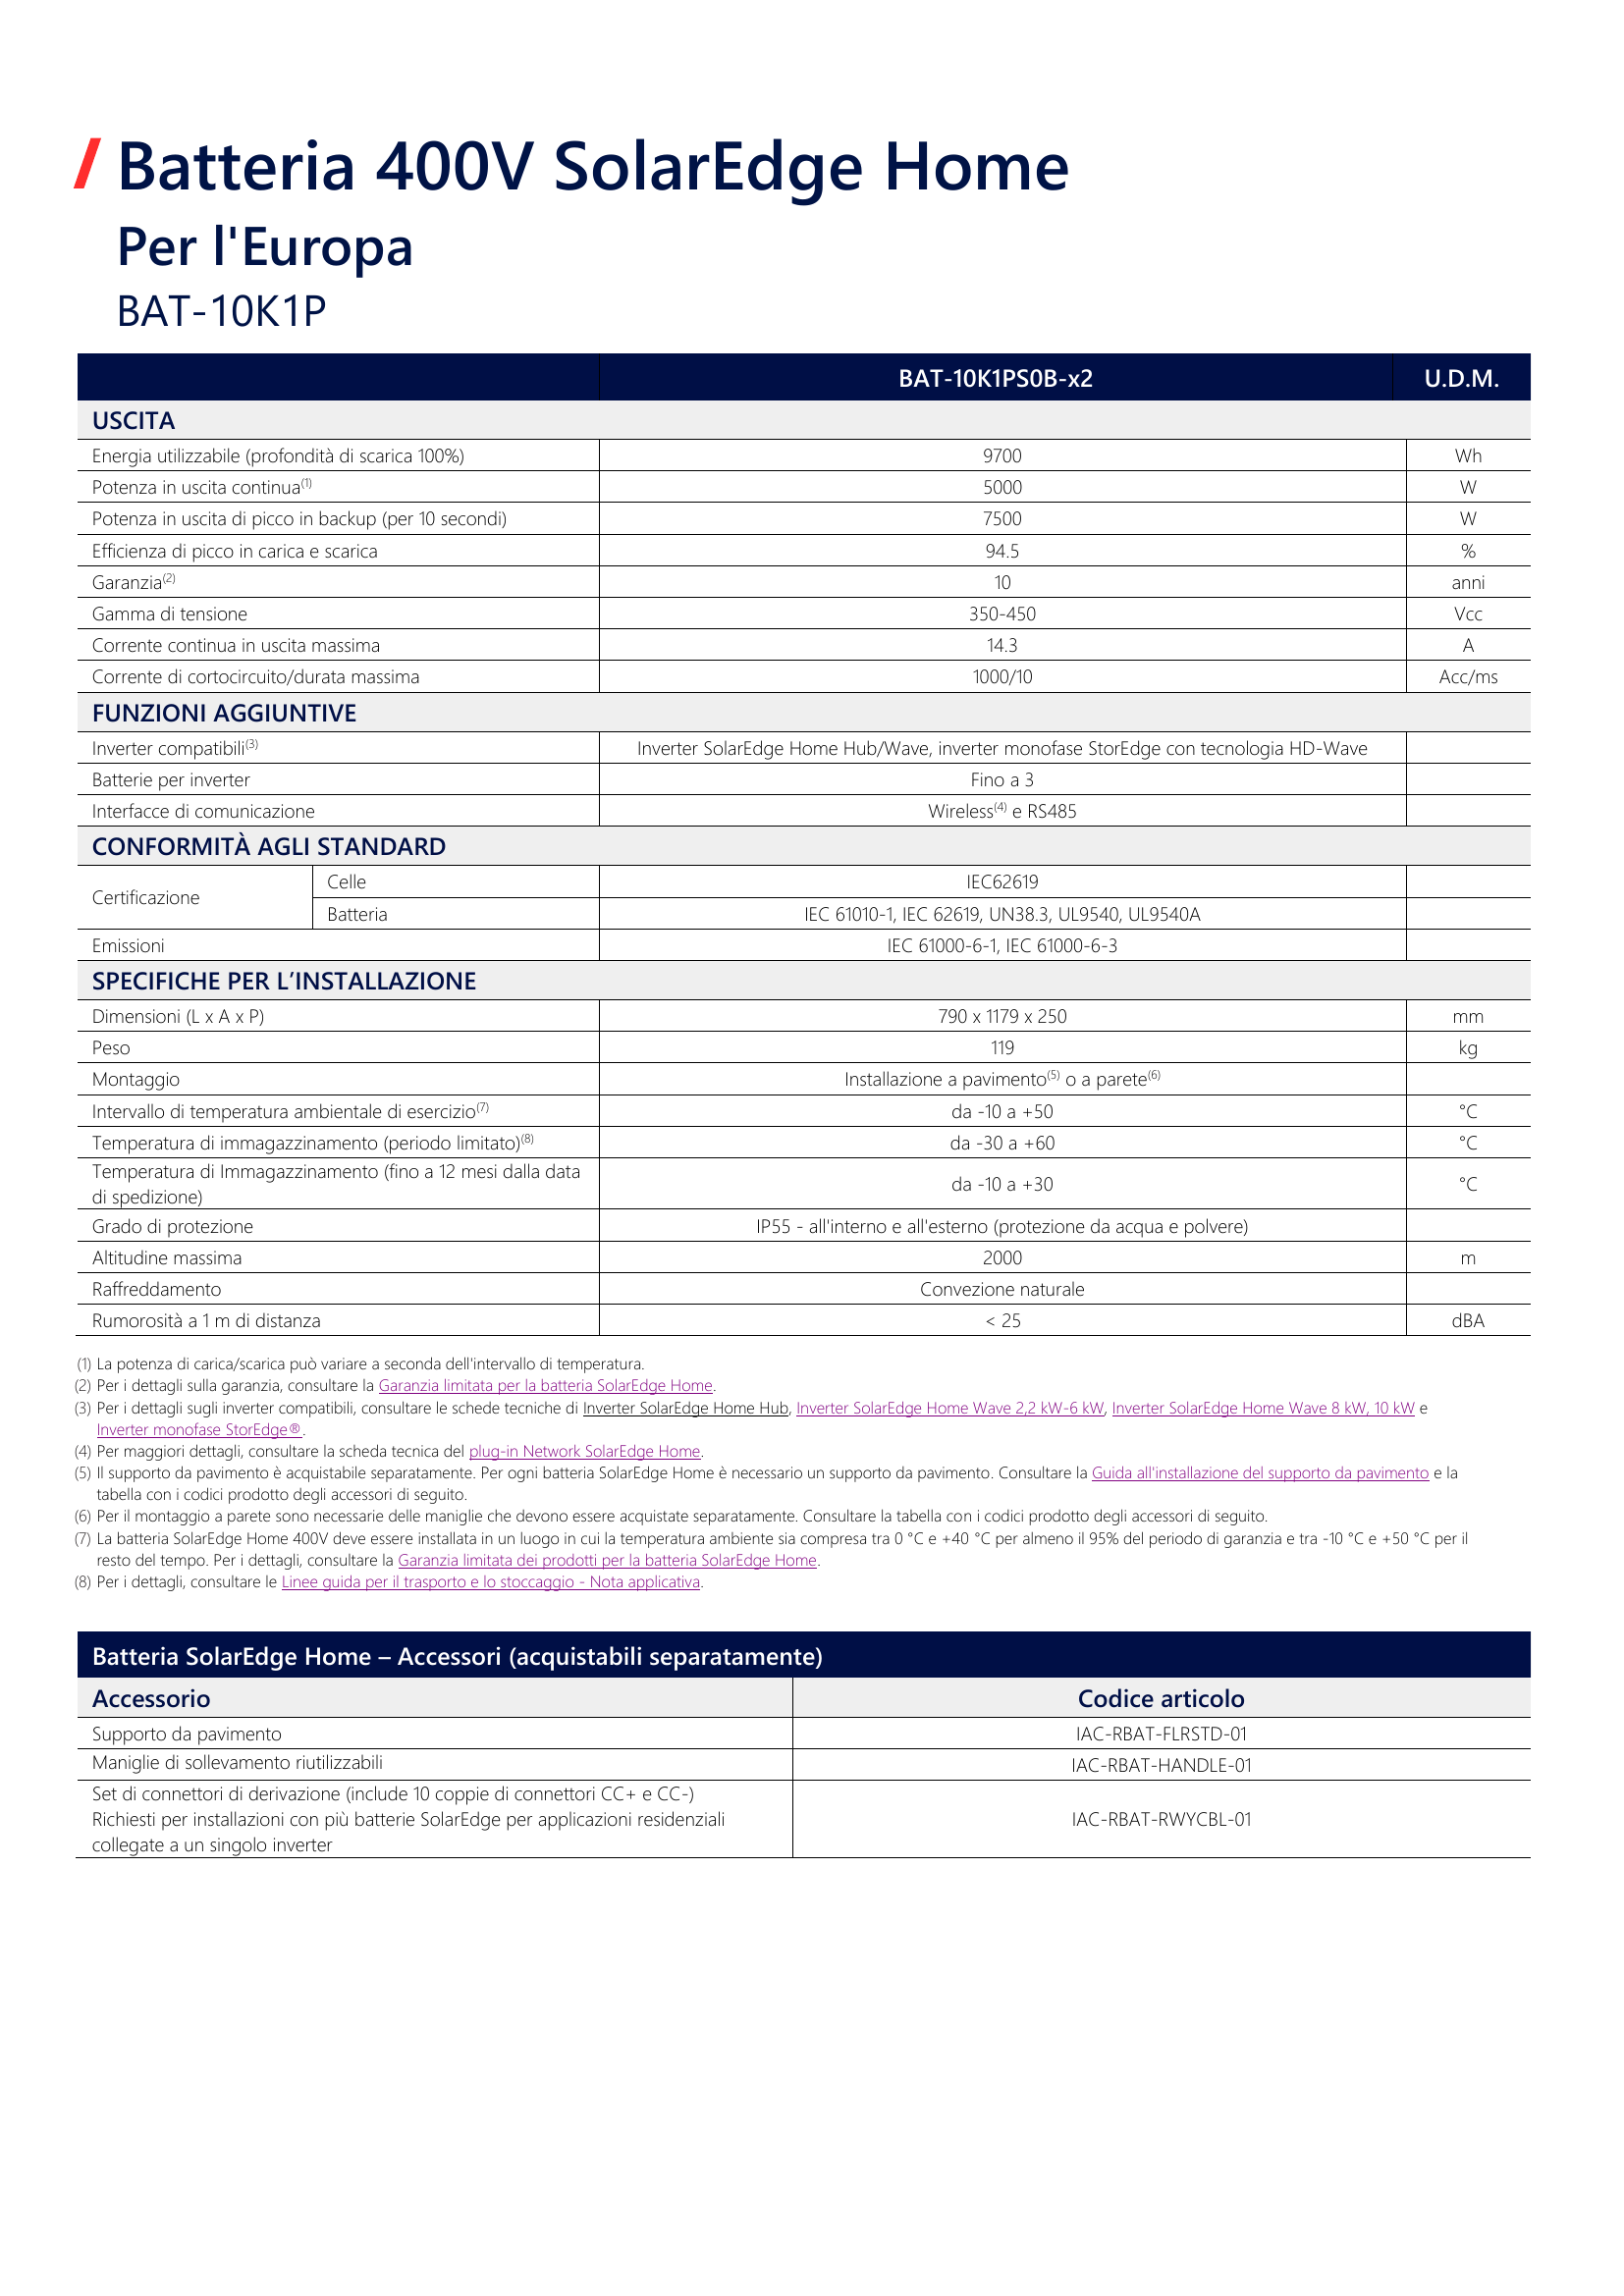 / Batteria 400V SolarEdge Home
Per l'Europa
BAT-10K1P
BAT-10K1PS0B-x2 U.D.M.
USCITA
Energia utilizzabile (profondità di scarica 100%) 9700 Wh
Potenza in uscita continua(1) 5000 W
Potenza in uscita di picco in backup (per 10 secondi) 7500 W
Efficienza di picco in carica e scarica 94.5 %
Garanzia(2) 10 anni
Gamma di tensione 350-450 Vcc
Corrente continua in uscita massima 14.3 A
Corrente di cortocircuito/durata massima 1000/10 Acc/ms
FUNZIONI AGGIUNTIVE
Inverter compatibili(3) Inverter SolarEdge Home Hub/Wave, inverter monofase StorEdge con tecnologia HD-Wave
Batterie per inverter Fino a 3
Interfacce di comunicazione Wireless(4) e RS485
CONFORMITÀ AGLI STANDARD
Certificazione Celle IEC62619
Batteria IEC 61010-1, IEC 62619, UN38.3, UL9540, UL9540A
Emissioni IEC 61000-6-1, IEC 61000-6-3
SPECIFICHE PER L’INSTALLAZIONE
Dimensioni (L x A x P) 790 x 1179 x 250 mm
Peso 119 kg
Montaggio Installazione a pavimento(5) o a parete(6)
Intervallo di temperatura ambientale di esercizio(7) da -10 a +50 °C
Temperatura di immagazzinamento (periodo limitato)(8) da -30 a +60 °C
Temperatura di Immagazzinamento (fino a 12 mesi dalla data
di spedizione) da -10 a +30 °C
Grado di protezione IP55 - all'interno e all'esterno (protezione da acqua e polvere)
Altitudine massima 2000 m
Raffreddamento Convezione naturale
Rumorosità a 1 m di distanza < 25 dBA
(1) La potenza di carica/scarica può variare a seconda dell'intervallo di temperatura.
(2) Per i dettagli sulla garanzia, consultare la Garanzia limitata per la batteria SolarEdge Home.
(3) Per i dettagli sugli inverter compatibili, consultare le schede tecniche di Inverter SolarEdge Home Hub, Inverter SolarEdge Home Wave 2,2 kW-6 kW, Inverter SolarEdge Home Wave 8 kW, 10 kW e
Inverter monofase StorEdge®.
(4) Per maggiori dettagli, consultare la scheda tecnica del plug-in Network SolarEdge Home.
(5) Il supporto da pavimento è acquistabile separatamente. Per ogni batteria SolarEdge Home è necessario un supporto da pavimento. Consultare la Guida all'installazione del supporto da pavimento e la
tabella con i codici prodotto degli accessori di seguito.
(6) Per il montaggio a parete sono necessarie delle maniglie che devono essere acquistate separatamente. Consultare la tabella con i codici prodotto degli accessori di seguito.
(7) La batteria SolarEdge Home 400V deve essere installata in un luogo in cui la temperatura ambiente sia compresa tra 0 °C e +40 °C per almeno il 95% del periodo di garanzia e tra -10 °C e +50 °C per il
resto del tempo. Per i dettagli, consultare la Garanzia limitata dei prodotti per la batteria SolarEdge Home.
(8) Per i dettagli, consultare le Linee guida per il trasporto e lo stoccaggio - Nota applicativa.
Batteria SolarEdge Home – Accessori (acquistabili separatamente)
Accessorio Codice articolo
Supporto da pavimento IAC-RBAT-FLRSTD-01
Maniglie di sollevamento riutilizzabili IAC-RBAT-HANDLE-01
Set di connettori di derivazione (include 10 coppie di connettori CC+ e CC-)
Richiesti per installazioni con più batterie SolarEdge per applicazioni residenziali IAC-RBAT-RWYCBL-01
collegate a un singolo inverter